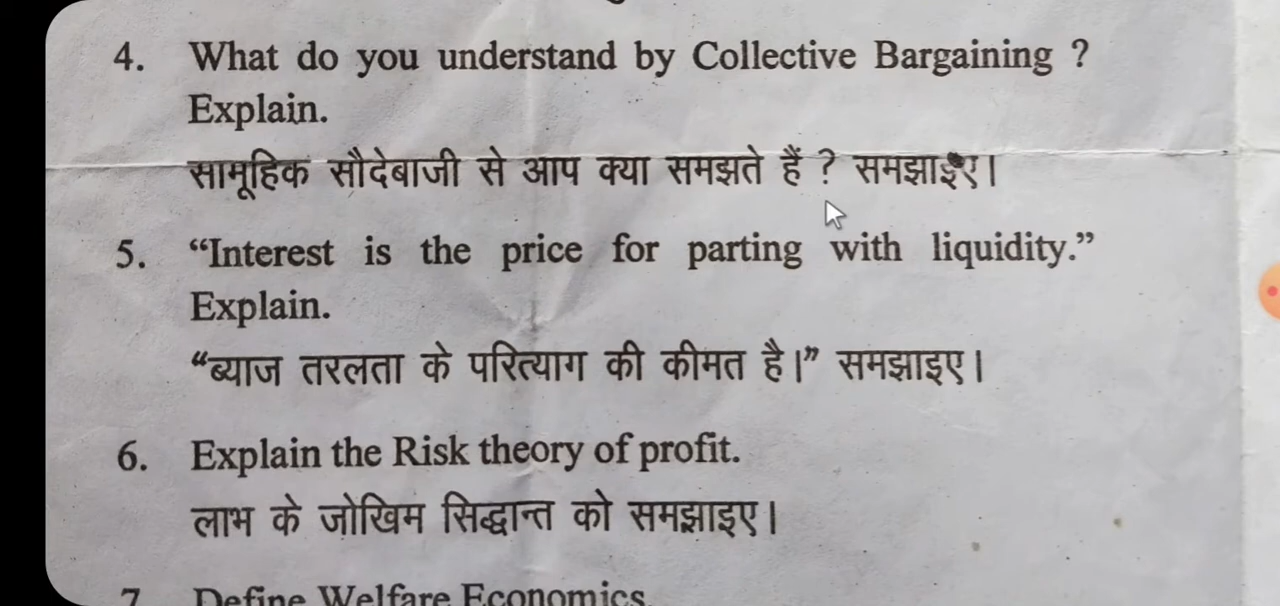 4. What do you understand by Collective Bargaining ?
Explain.
सामूहिक सौदेबाजी से आप क्या समझते हैं ? समझाइए।
5. “Interest is the price for parting with liquidity.”
Explain.
“ब्याज तरलता के परित्याग की कीमत है।” समझाइए।
6. Explain the Risk theory of profit.
लाभ के जोखिम सिद्धान्त को समझाइए।
7. Define Welfare Economics.